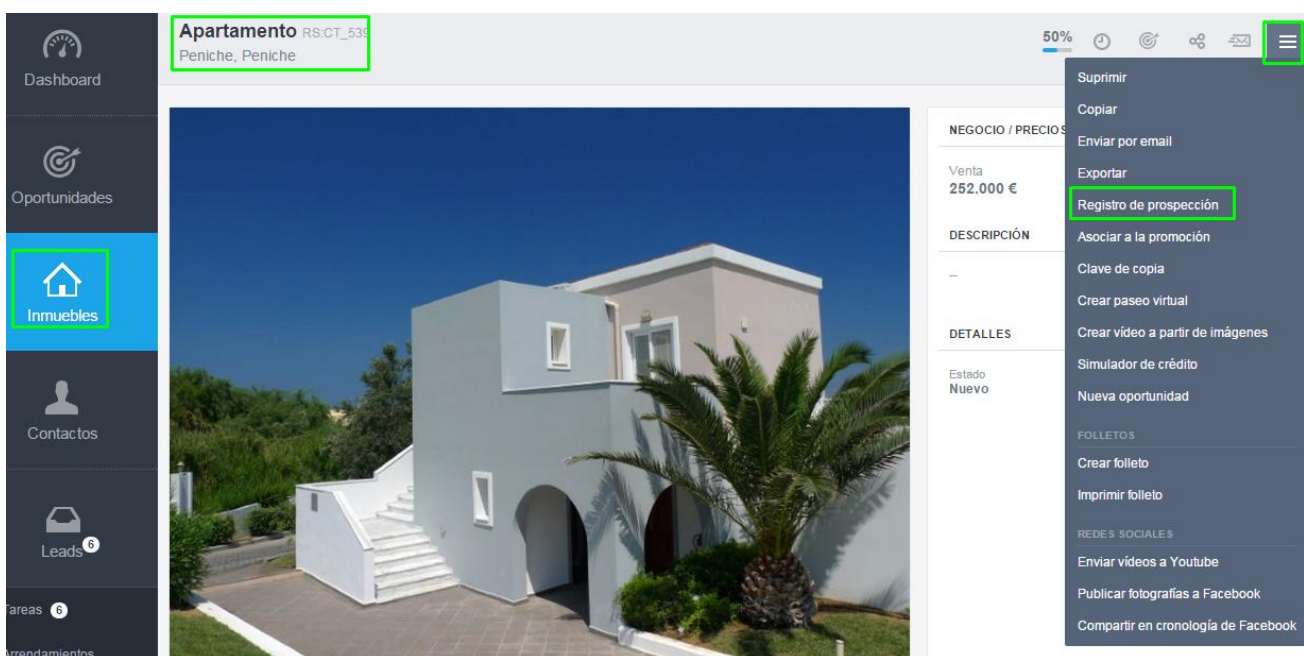 Dashboard
Oportunidades
Inmuebles
Contactos
Leads 6
Tareas 6
Arrendamientos
Apartamento RS:CT_539
Peniche, Peniche
50%
NEGOCIO / PRECIOS
Venta
252.000 €
DESCRIPCIÓN
--
DETALLES
Estado
Nuevo
Suprimir
Copiar
Enviar por email
Exportar
Registro de prospección
Asociar a la promoción
Clave de copia
Crear paseo virtual
Crear vídeo a partir de imágenes
Simulador de crédito
Nueva oportunidad
FOLLETOS
Crear folleto
Imprimir folleto
REDES SOCIALES
Enviar vídeos a Youtube
Publicar fotografías a Facebook
Compartir en cronología de Facebook